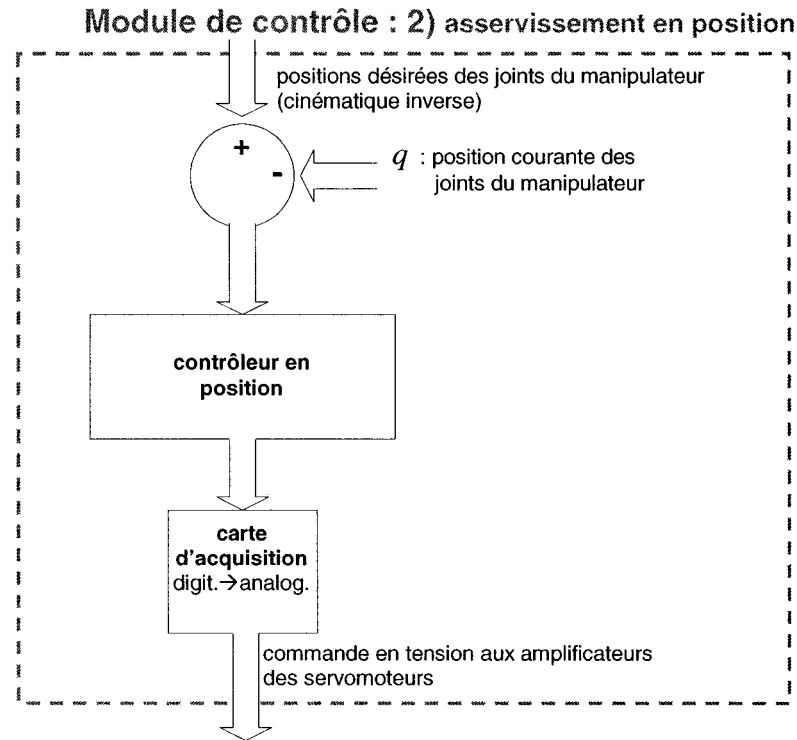 Module de contrôle : 2) asservissement en position
positions désirées des joints du manipulateur
(cinématique inverse)
+
-
q : position courante des
joints du manipulateur
contrôleur en
position
carte
d'acquisition
digit.→analog.
commande en tension aux amplificateurs
des servomoteurs